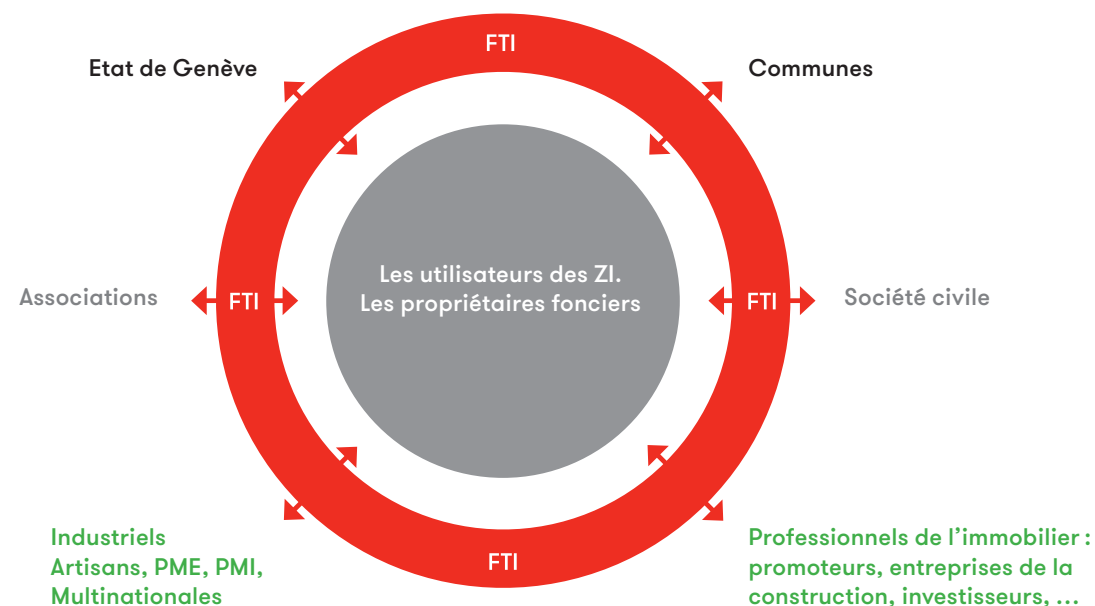 FTI
Etat de Genève
Communes
Les utilisateurs des ZI.
Les propriétaires fonciers
Associations
FTI
FTI
Société civile
Industriels
Artisans, PME, PMI,
Multinationales
FTI
Professionnels de l’immobilier :
promoteurs, entreprises de la
construction, investisseurs, …